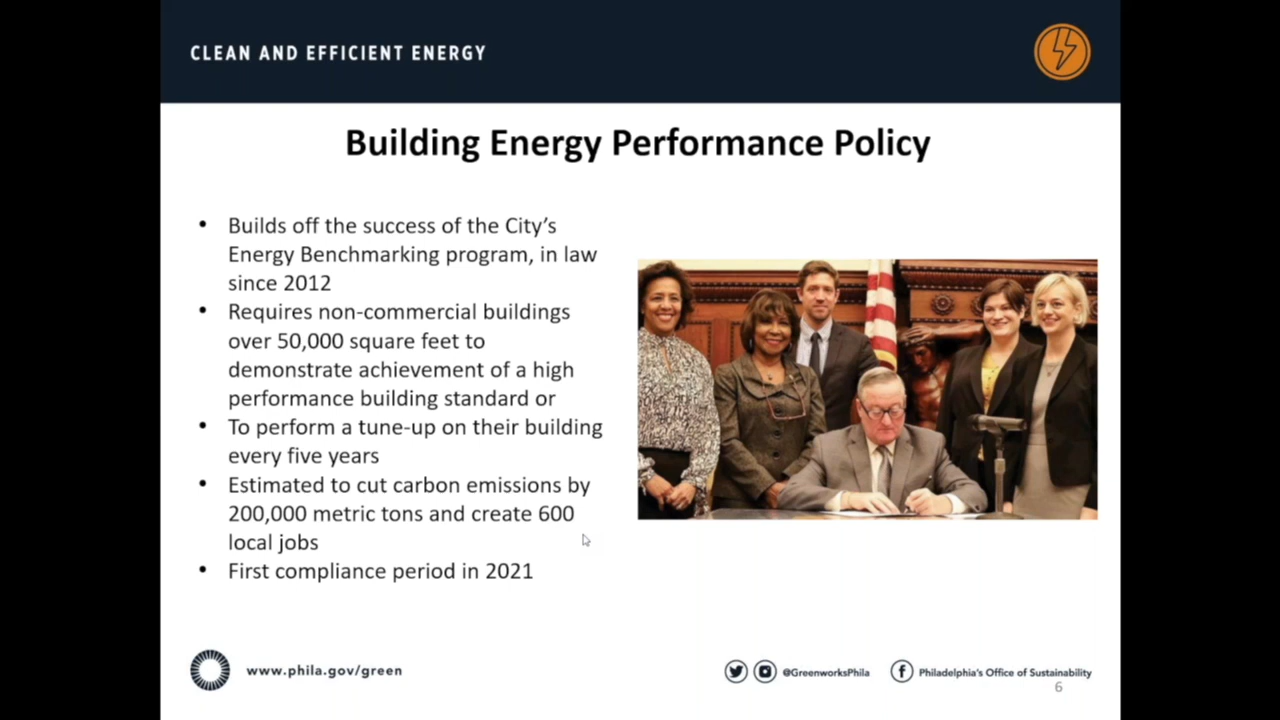 CLEAN AND EFFICIENT ENERGY
Building Energy Performance Policy
• Builds off the success of the City's
Energy Benchmarking program, in law
since 2012
• Requires non-commercial buildings
over 50,000 square feet to
demonstrate achievement of a high
performance building standard or
• To perform a tune-up on their building
every five years
• Estimated to cut carbon emissions by
200,000 metric tons and create 600
local jobs
• First compliance period in 2021
www.phila.gov/green
@GreenworksPhila
Philadelphia's Office of Sustainability
6